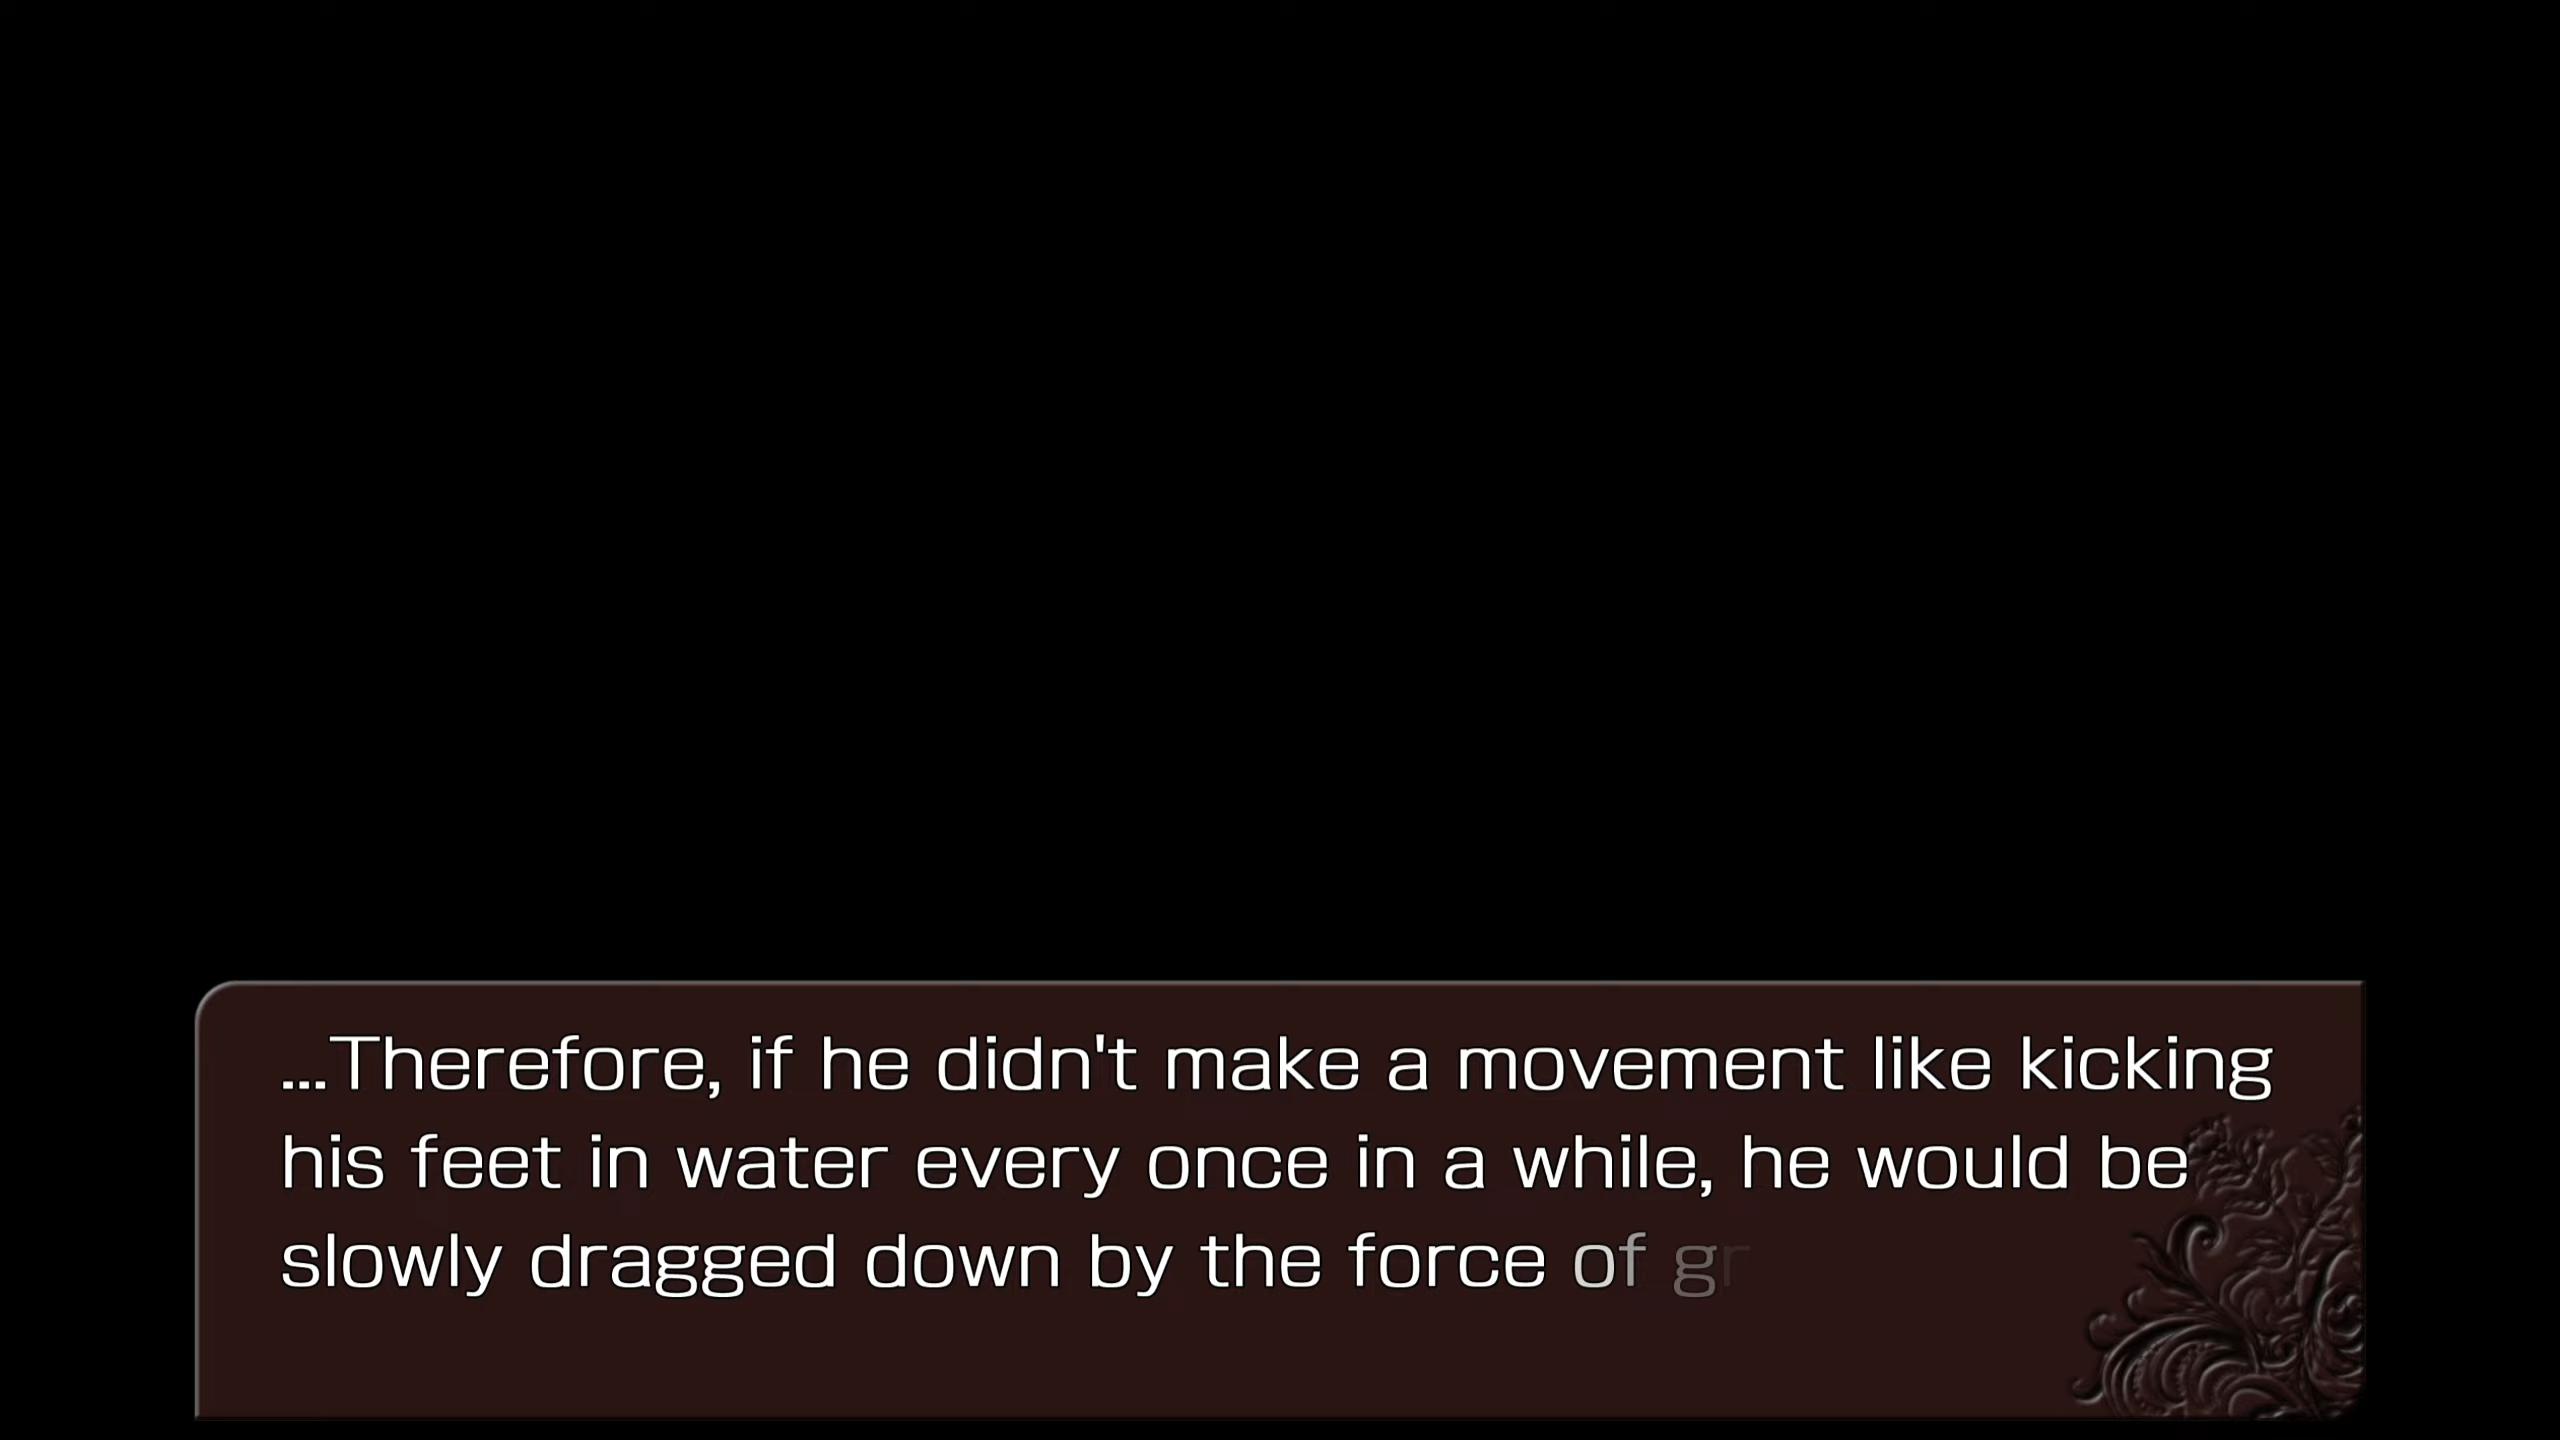 ...Therefore, if he didn't make a movement like kicking
his feet in water every once in a while, he would be
slowly dragged down by the force of gr